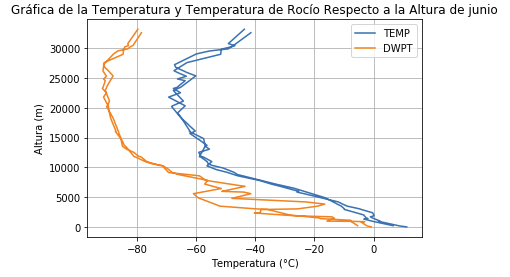 Gráfica de la Temperatura y Temperatura de Rocío Respecto a la Altura de junio
TEMP
DWPT
30000
25000
20000
15000
10000
5000
0
Altura (m)
−80 −60 −40 −20 0
Temperatura (°C)